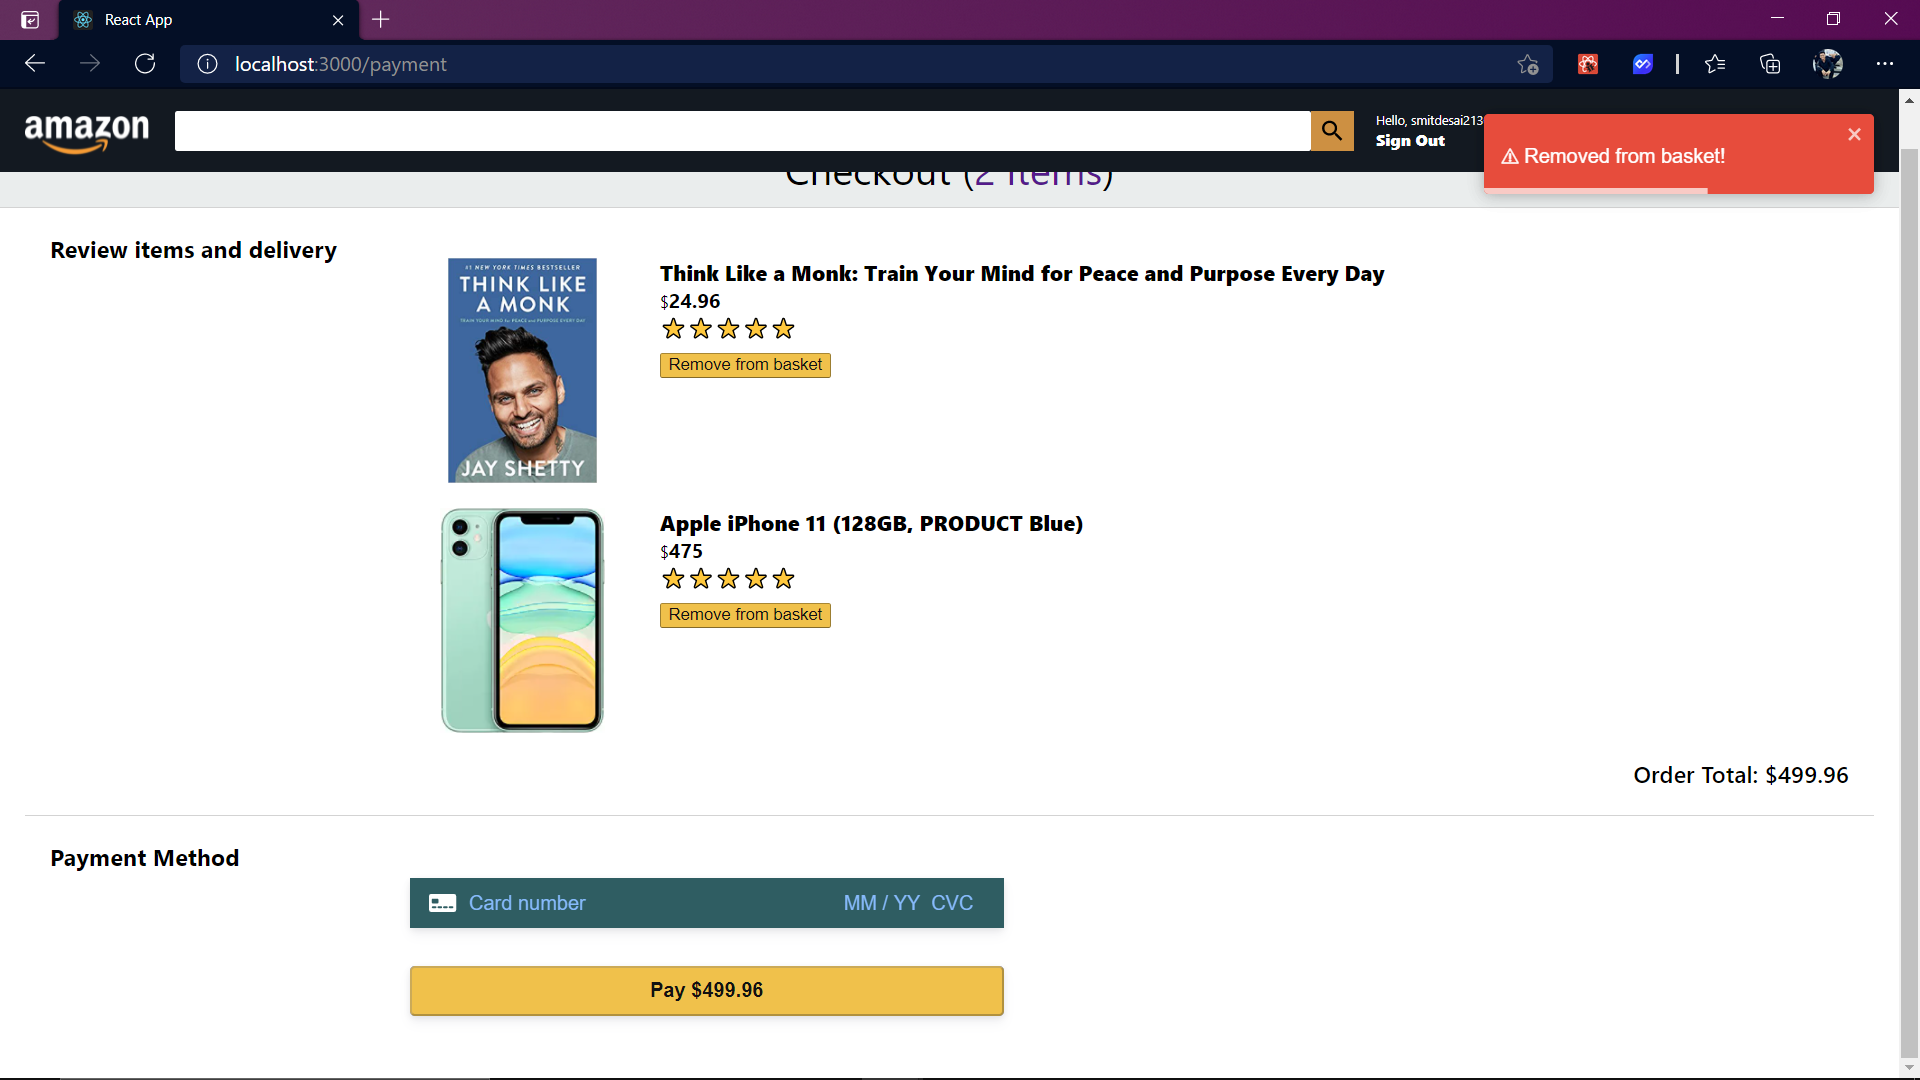 React App
localhost:3000/payment
amazon
Hello, smitdesai213
Sign Out
⚠ Removed from basket!
Checkout (2 items)
Review items and delivery
#1 NEW YORK TIMES BESTSELLER
THINK LIKE
A MONK
TRAIN YOUR MIND for PEACE and PURPOSE EVERY DAY
JAY SHETTY
Think Like a Monk: Train Your Mind for Peace and Purpose Every Day
$24.96
Remove from basket
Apple iPhone 11 (128GB, PRODUCT Blue)
$475
Remove from basket
Order Total: $499.96
Payment Method
Card number MM / YY CVC
Pay $499.96